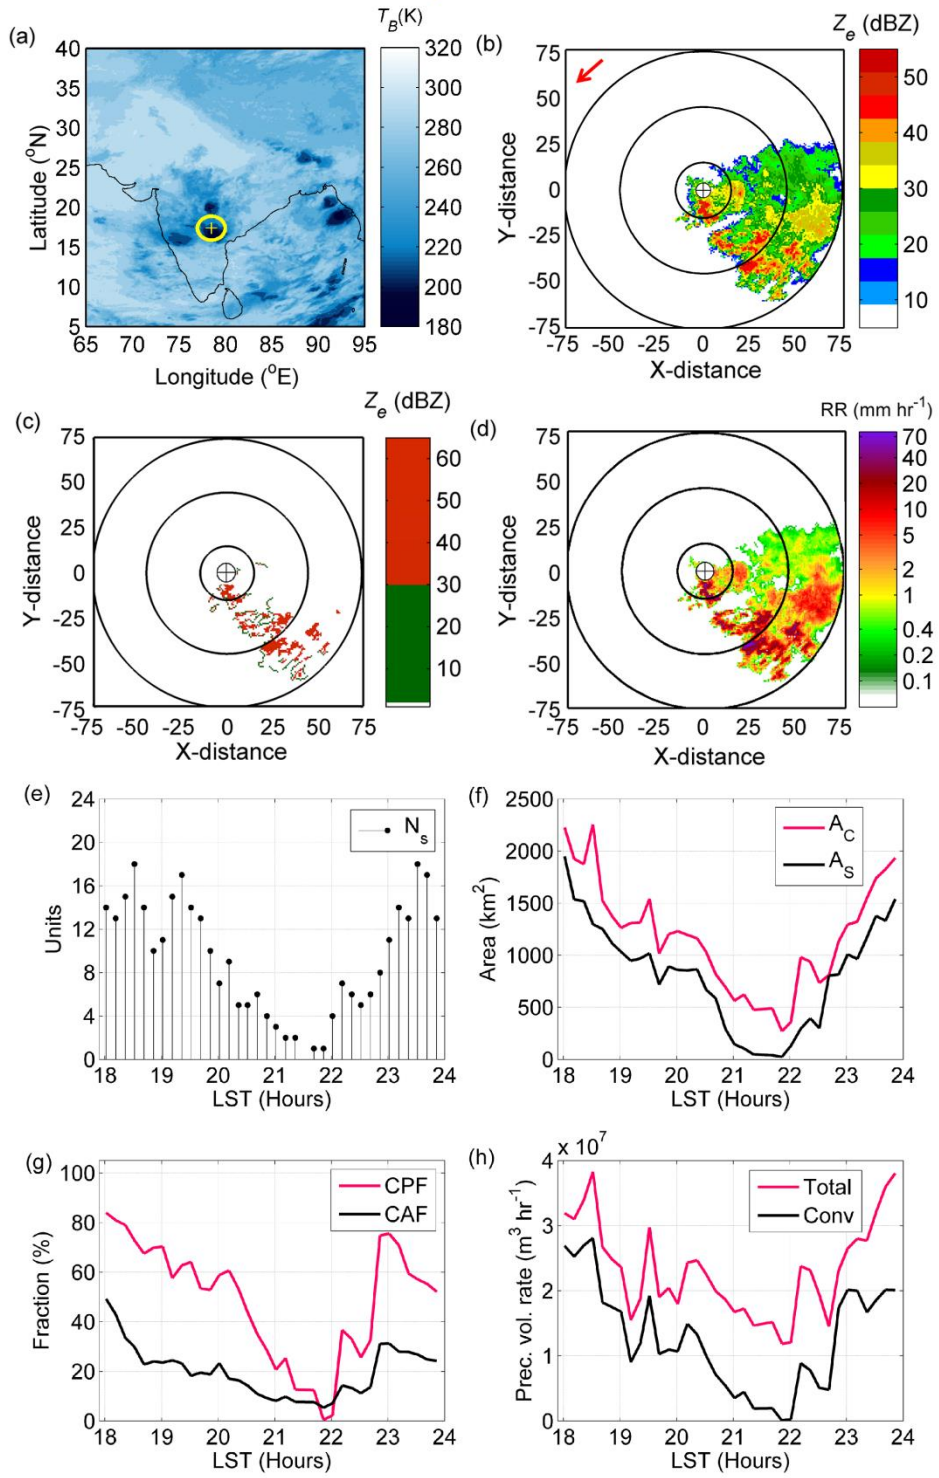 (a)
T_B(K)
40
35
30
25
20
15
10
5
Latitude (°N)
65 70 75 80 85 90 95
Longitude (°E)
320
300
280
260
240
220
200
180
(b)
Z_e (dBZ)
75
50
25
0
-25
-50
-75
Y-distance
-75 -50 -25 0 25 50 75
X-distance
50
40
30
20
10
(c)
Z_e (dBZ)
75
50
25
0
-25
-50
-75
Y-distance
-75 -50 -25 0 25 50 75
X-distance
60
50
40
30
20
10
(d)
RR (mm hr⁻¹)
75
50
25
0
-25
-50
-75
Y-distance
-75 -50 -25 0 25 50 75
X-distance
70
40
20
10
5
2
1
0.4
0.2
0.1
(e)
24
20
16
12
8
4
0
Units
N_s
18 19 20 21 22 23 24
LST (Hours)
(f)
2500
2000
1500
1000
500
0
Area (km²)
A_C
A_S
18 19 20 21 22 23 24
LST (Hours)
(g)
100
80
60
40
20
0
Fraction (%)
CPF
CAF
18 19 20 21 22 23 24
LST (Hours)
(h)
x 10⁷
4
3
2
1
0
Prec. vol. rate (m³ hr⁻¹)
Total
Conv
18 19 20 21 22 23 24
LST (Hours)